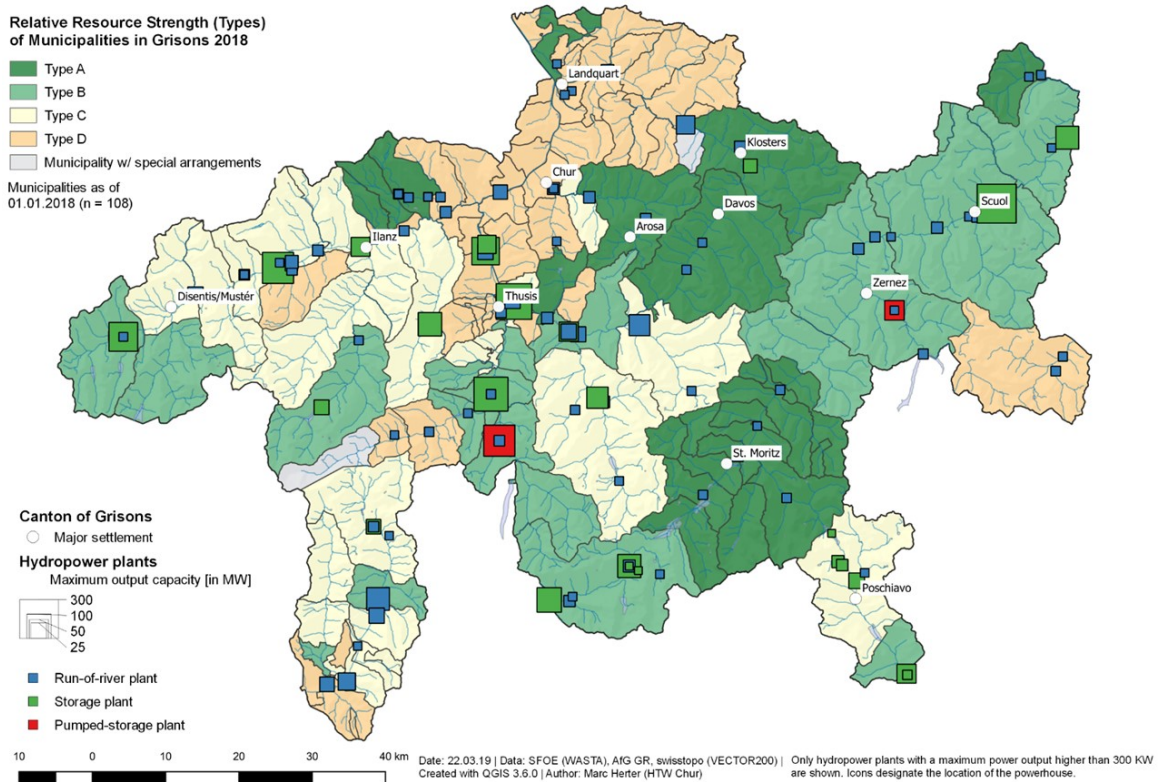 Relative Resource Strength (Types)
of Municipalities in Grisons 2018
Type A
Type B
Type C
Type D
Municipality w/ special arrangements
Municipalities as of
01.01.2018 (n = 108)
Landquart
Klosters
Chur
Davos
Scuol
Arosa
Ilanz
Zernez
Disentis/Mustér
Thusis
St. Moritz
Poschiavo
Canton of Grisons
Major settlement
Hydropower plants
Maximum output capacity [in MW]
300
100
50
25
Run-of-river plant
Storage plant
Pumped-storage plant
10 0 10 20 30 40 km
Date: 22.03.19 | Data: SFOE (WASTA), AfG GR, swisstopo (VECTOR200) |
Created with QGIS 3.6.0 | Author: Marc Herter (HTW Chur)
Only hydropower plants with a maximum power output higher than 300 KW
are shown. Icons designate the location of the powerhouse.